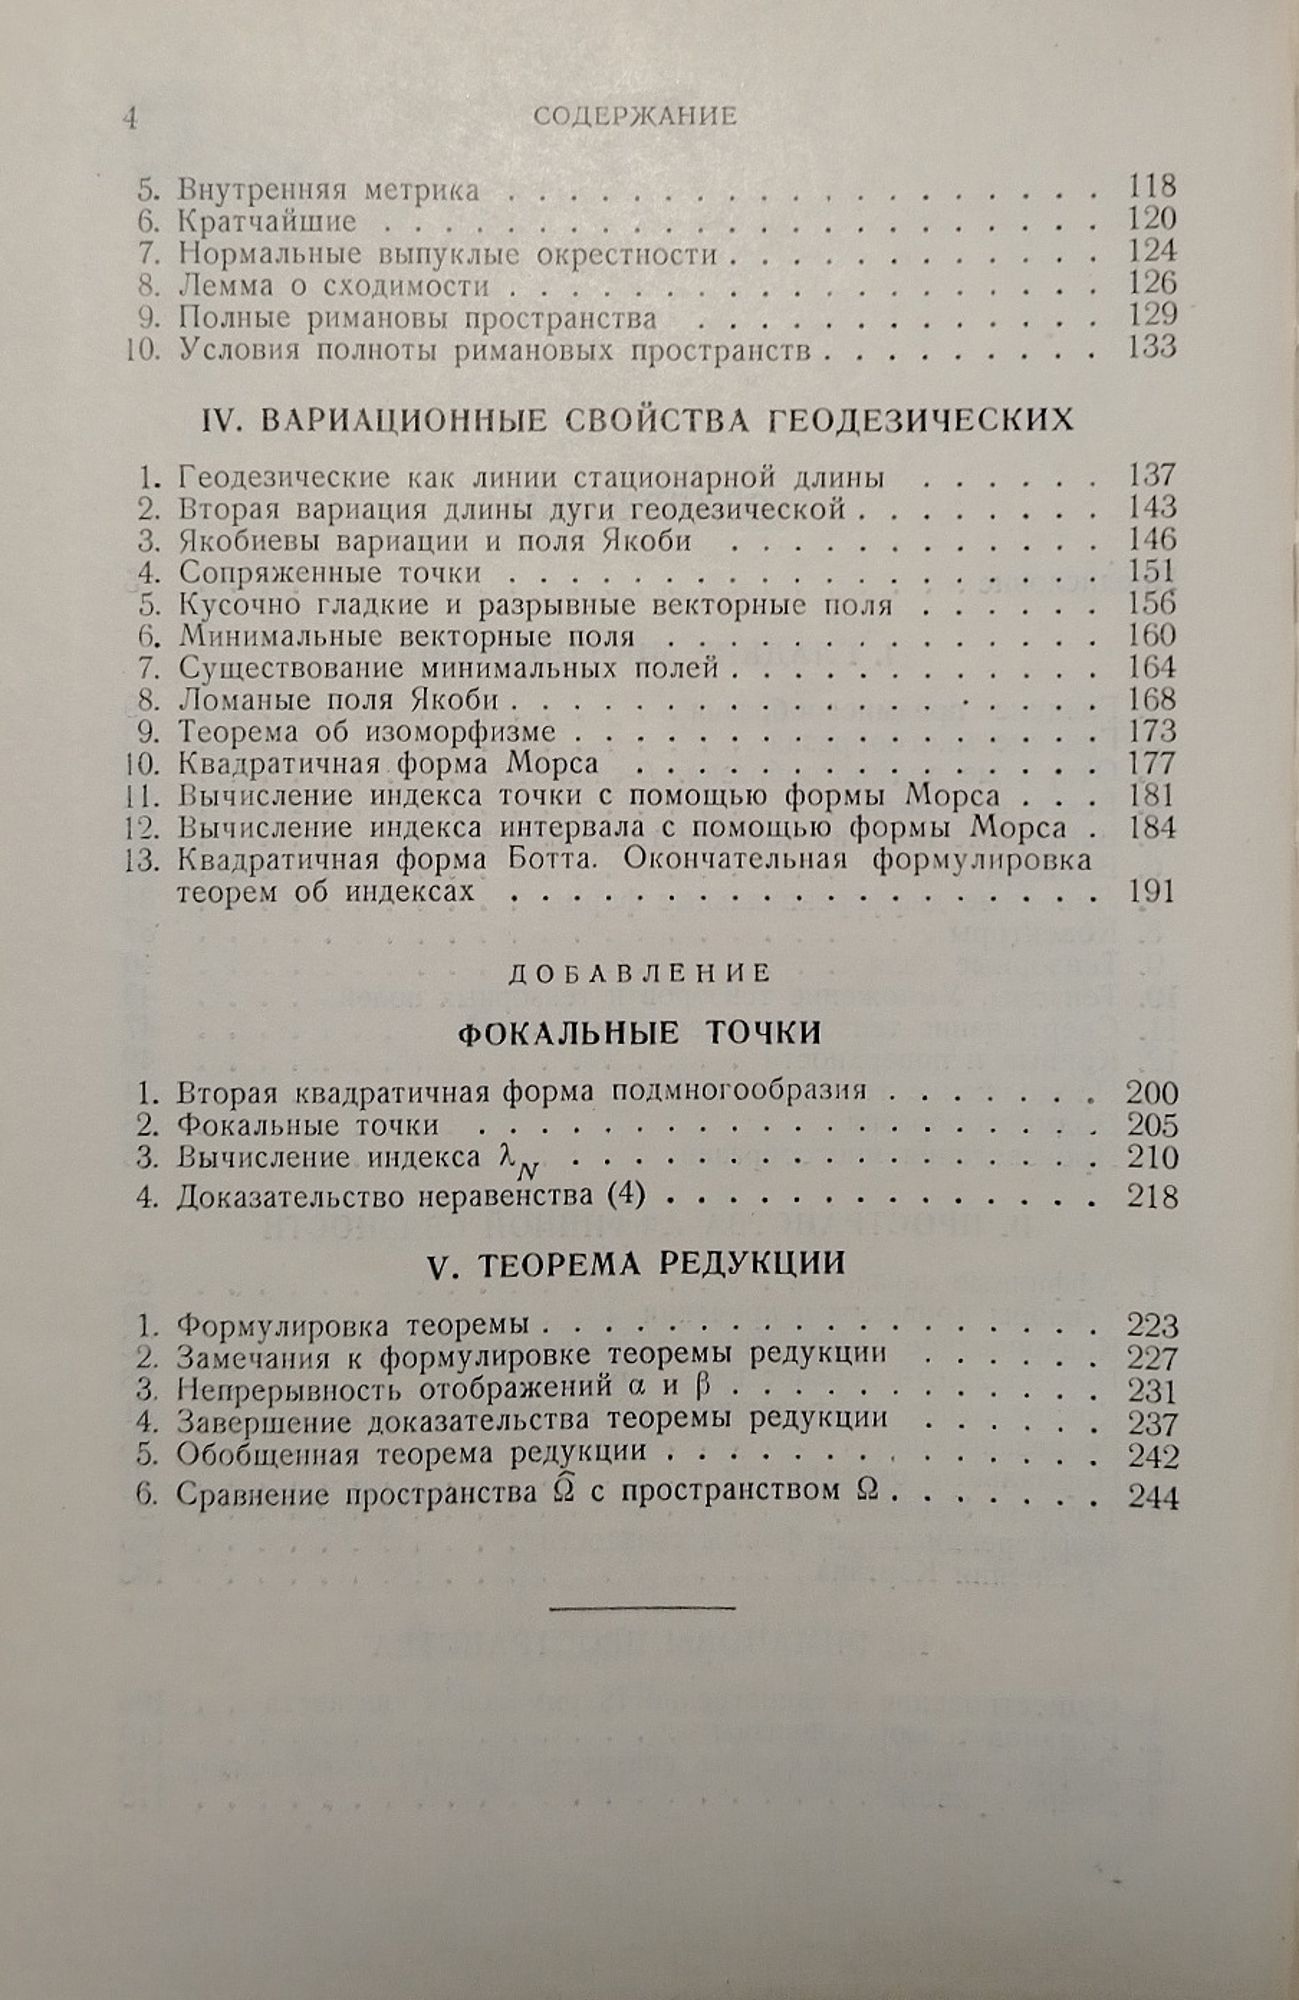 4 СОДЕРЖАНИЕ
5. Внутренняя метрика . . . . . . . . . . . . . . . . . . . 118
6. Кратчайшие . . . . . . . . . . . . . . . . . . . . . . . 120
7. Нормальные выпуклые окрестности . . . . . . . . . . . . 124
8. Лемма о сходимости . . . . . . . . . . . . . . . . . . . 126
9. Полные римановы пространства . . . . . . . . . . . . . 129
10. Условия полноты римановых пространств . . . . . . . . . 133
IV. ВАРИАЦИОННЫЕ СВОЙСТВА ГЕОДЕЗИЧЕСКИХ
1. Геодезические как линии стационарной длины . . . . . . 137
2. Вторая вариация длины дуги геодезической . . . . . . . . 143
3. Якобиевы вариации и поля Якоби . . . . . . . . . . . . 146
4. Сопряженные точки . . . . . . . . . . . . . . . . . . . 151
5. Кусочно гладкие и разрывные векторные поля . . . . . . 156
6. Минимальные векторные поля . . . . . . . . . . . . . . 160
7. Существование минимальных полей . . . . . . . . . . . . 164
8. Ломаные поля Якоби . . . . . . . . . . . . . . . . . . . 168
9. Теорема об изоморфизме . . . . . . . . . . . . . . . . . 173
10. Квадратичная форма Морса . . . . . . . . . . . . . . . 177
11. Вычисление индекса точки с помощью формы Морса . . . 181
12. Вычисление индекса интервала с помощью формы Морса . 184
13. Квадратичная форма Ботта. Окончательная формулировка
теорем об индексах . . . . . . . . . . . . . . . . . . . 191
ДОБАВЛЕНИЕ
ФОКАЛЬНЫЕ ТОЧКИ
1. Вторая квадратичная форма подмногообразия . . . . . . . 200
2. Фокальные точки . . . . . . . . . . . . . . . . . . . . 205
3. Вычисление индекса λ_N . . . . . . . . . . . . . . . . . 210
4. Доказательство неравенства (4) . . . . . . . . . . . . . . 218
V. ТЕОРЕМА РЕДУКЦИИ
1. Формулировка теоремы . . . . . . . . . . . . . . . . . . 223
2. Замечания к формулировке теоремы редукции . . . . . . 227
3. Непрерывность отображений α и β . . . . . . . . . . . . 231
4. Завершение доказательства теоремы редукции . . . . . . 237
5. Обобщенная теорема редукции . . . . . . . . . . . . . . 242
6. Сравнение пространства Ω̂ с пространством Ω . . . . . . . 244